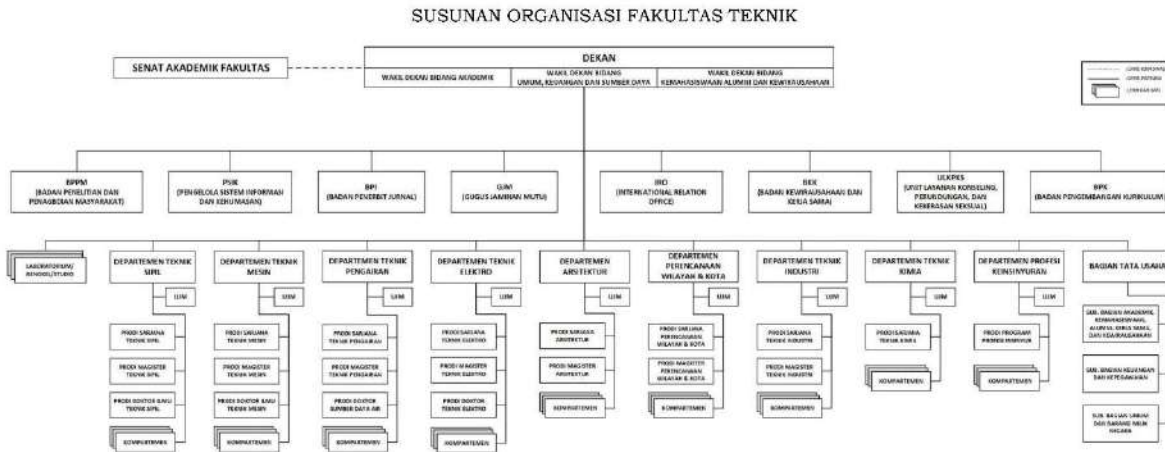 SUSUNAN ORGANISASI FAKULTAS TEKNIK
DEKAN
SENAT AKADEMIK FAKULTAS
WAKIL DEKAN BIDANG AKADEMIK
WAKIL DEKAN BIDANG
UMUM, KEUANGAN DAN SUMBER DAYA
WAKIL DEKAN BIDANG
KEMAHASISWAAN ALUMNI DAN KEWIRAUSAHAAN
BPPM
(BADAN PENELITIAN DAN
PENAGBDIAN MASYARAKAT)
PSIK
(PENGELOLA SISTEM INFORMASI
DAN KEHUMASAN)
BPJ
(BADAN PENERBIT JURNAL)
GJM
(GUGUS JAMINAN MUTU)
IRO
(INTERNATIONAL RELATION
OFFICE)
BKK
(BADAN KEWIRAUSAHAAN DAN
KERJA SAMA)
ULKPKS
(UNIT LAYANAN KONSELING,
PERUNDUNGAN, DAN
KEKERASAN SEKSUAL)
BPK
(BADAN PENGEMBANGAN KURIKULUM)
LABORATORIUM/
BENGKEL/STUDIO
DEPARTEMEN TEKNIK
SIPIL
DEPARTEMEN TEKNIK
MESIN
DEPARTEMEN TEKNIK
PENGAIRAN
DEPARTEMEN TEKNIK
ELEKTRO
DEPARTEMEN
ARSITEKTUR
DEPARTEMEN
PERENCANAAN
WILAYAH & KOTA
DEPARTEMEN TEKNIK
INDUSTRI
DEPARTEMEN TEKNIK
KIMIA
DEPARTEMEN PROFESI
KEINSINYURAN
BAGIAN TATA USAHA
UJM
UJM
UJM
UJM
UJM
UJM
UJM
UJM
UJM
PRODI SARJANA
TEKNIK SIPIL
PRODI SARJANA
TEKNIK MESIN
PRODI SARJANA
TEKNIK PENGAIRAN
PRODI SARJANA
TEKNIK ELEKTRO
PRODI SARJANA
ARSITEKTUR
PRODI SARJANA
PERENCANAAN
WILAYAH & KOTA
PRODI SARJANA
TEKNIK INDUSTRI
PRODI SARJANA
TEKNIK KIMIA
PRODI PROGRAM
PROFESI INSINYUR
SUB. BAGIAN AKADEMIK,
KEMAHASISWAAN,
ALUMNI, KERJA SAMA,
DAN KEWIRAUSAHAAN
PRODI MAGISTER
TEKNIK SIPIL
PRODI MAGISTER
TEKNIK MESIN
PRODI MAGISTER
TEKNIK PENGAIRAN
PRODI MAGISTER
TEKNIK ELEKTRO
PRODI MAGISTER
ARSITEKTUR
PRODI MAGISTER
PERENCANAAN
WILAYAH & KOTA
PRODI MAGISTER
TEKNIK INDUSTRI
KOMPARTEMEN
KOMPARTEMEN
SUB. BAGIAN KEUANGAN
DAN KEPEGAWAIAN
PRODI DOKTOR ILMU
TEKNIK SIPIL
PRODI DOKTOR ILMU
TEKNIK MESIN
PRODI DOKTOR
SUMBER DAYA AIR
PRODI DOKTOR
TEKNIK ELEKTRO
KOMPARTEMEN
KOMPARTEMEN
KOMPARTEMEN
SUB. BAGIAN UMUM
DAN BARANG MILIK
NEGARA
KOMPARTEMEN
KOMPARTEMEN
KOMPARTEMEN
KOMPARTEMEN